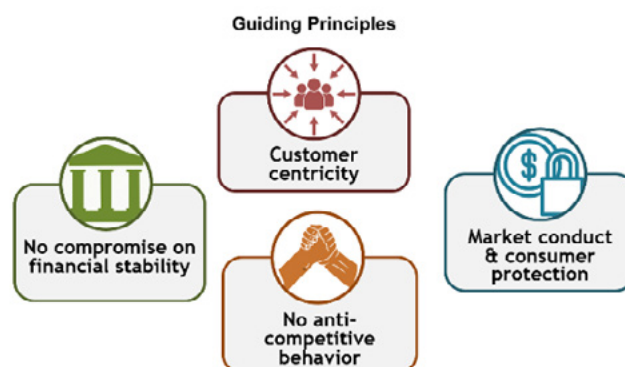 Guiding Principles
Customer
centricity
No compromise on
financial stability
Market conduct
& consumer
protection
No anti-
competitive
behavior